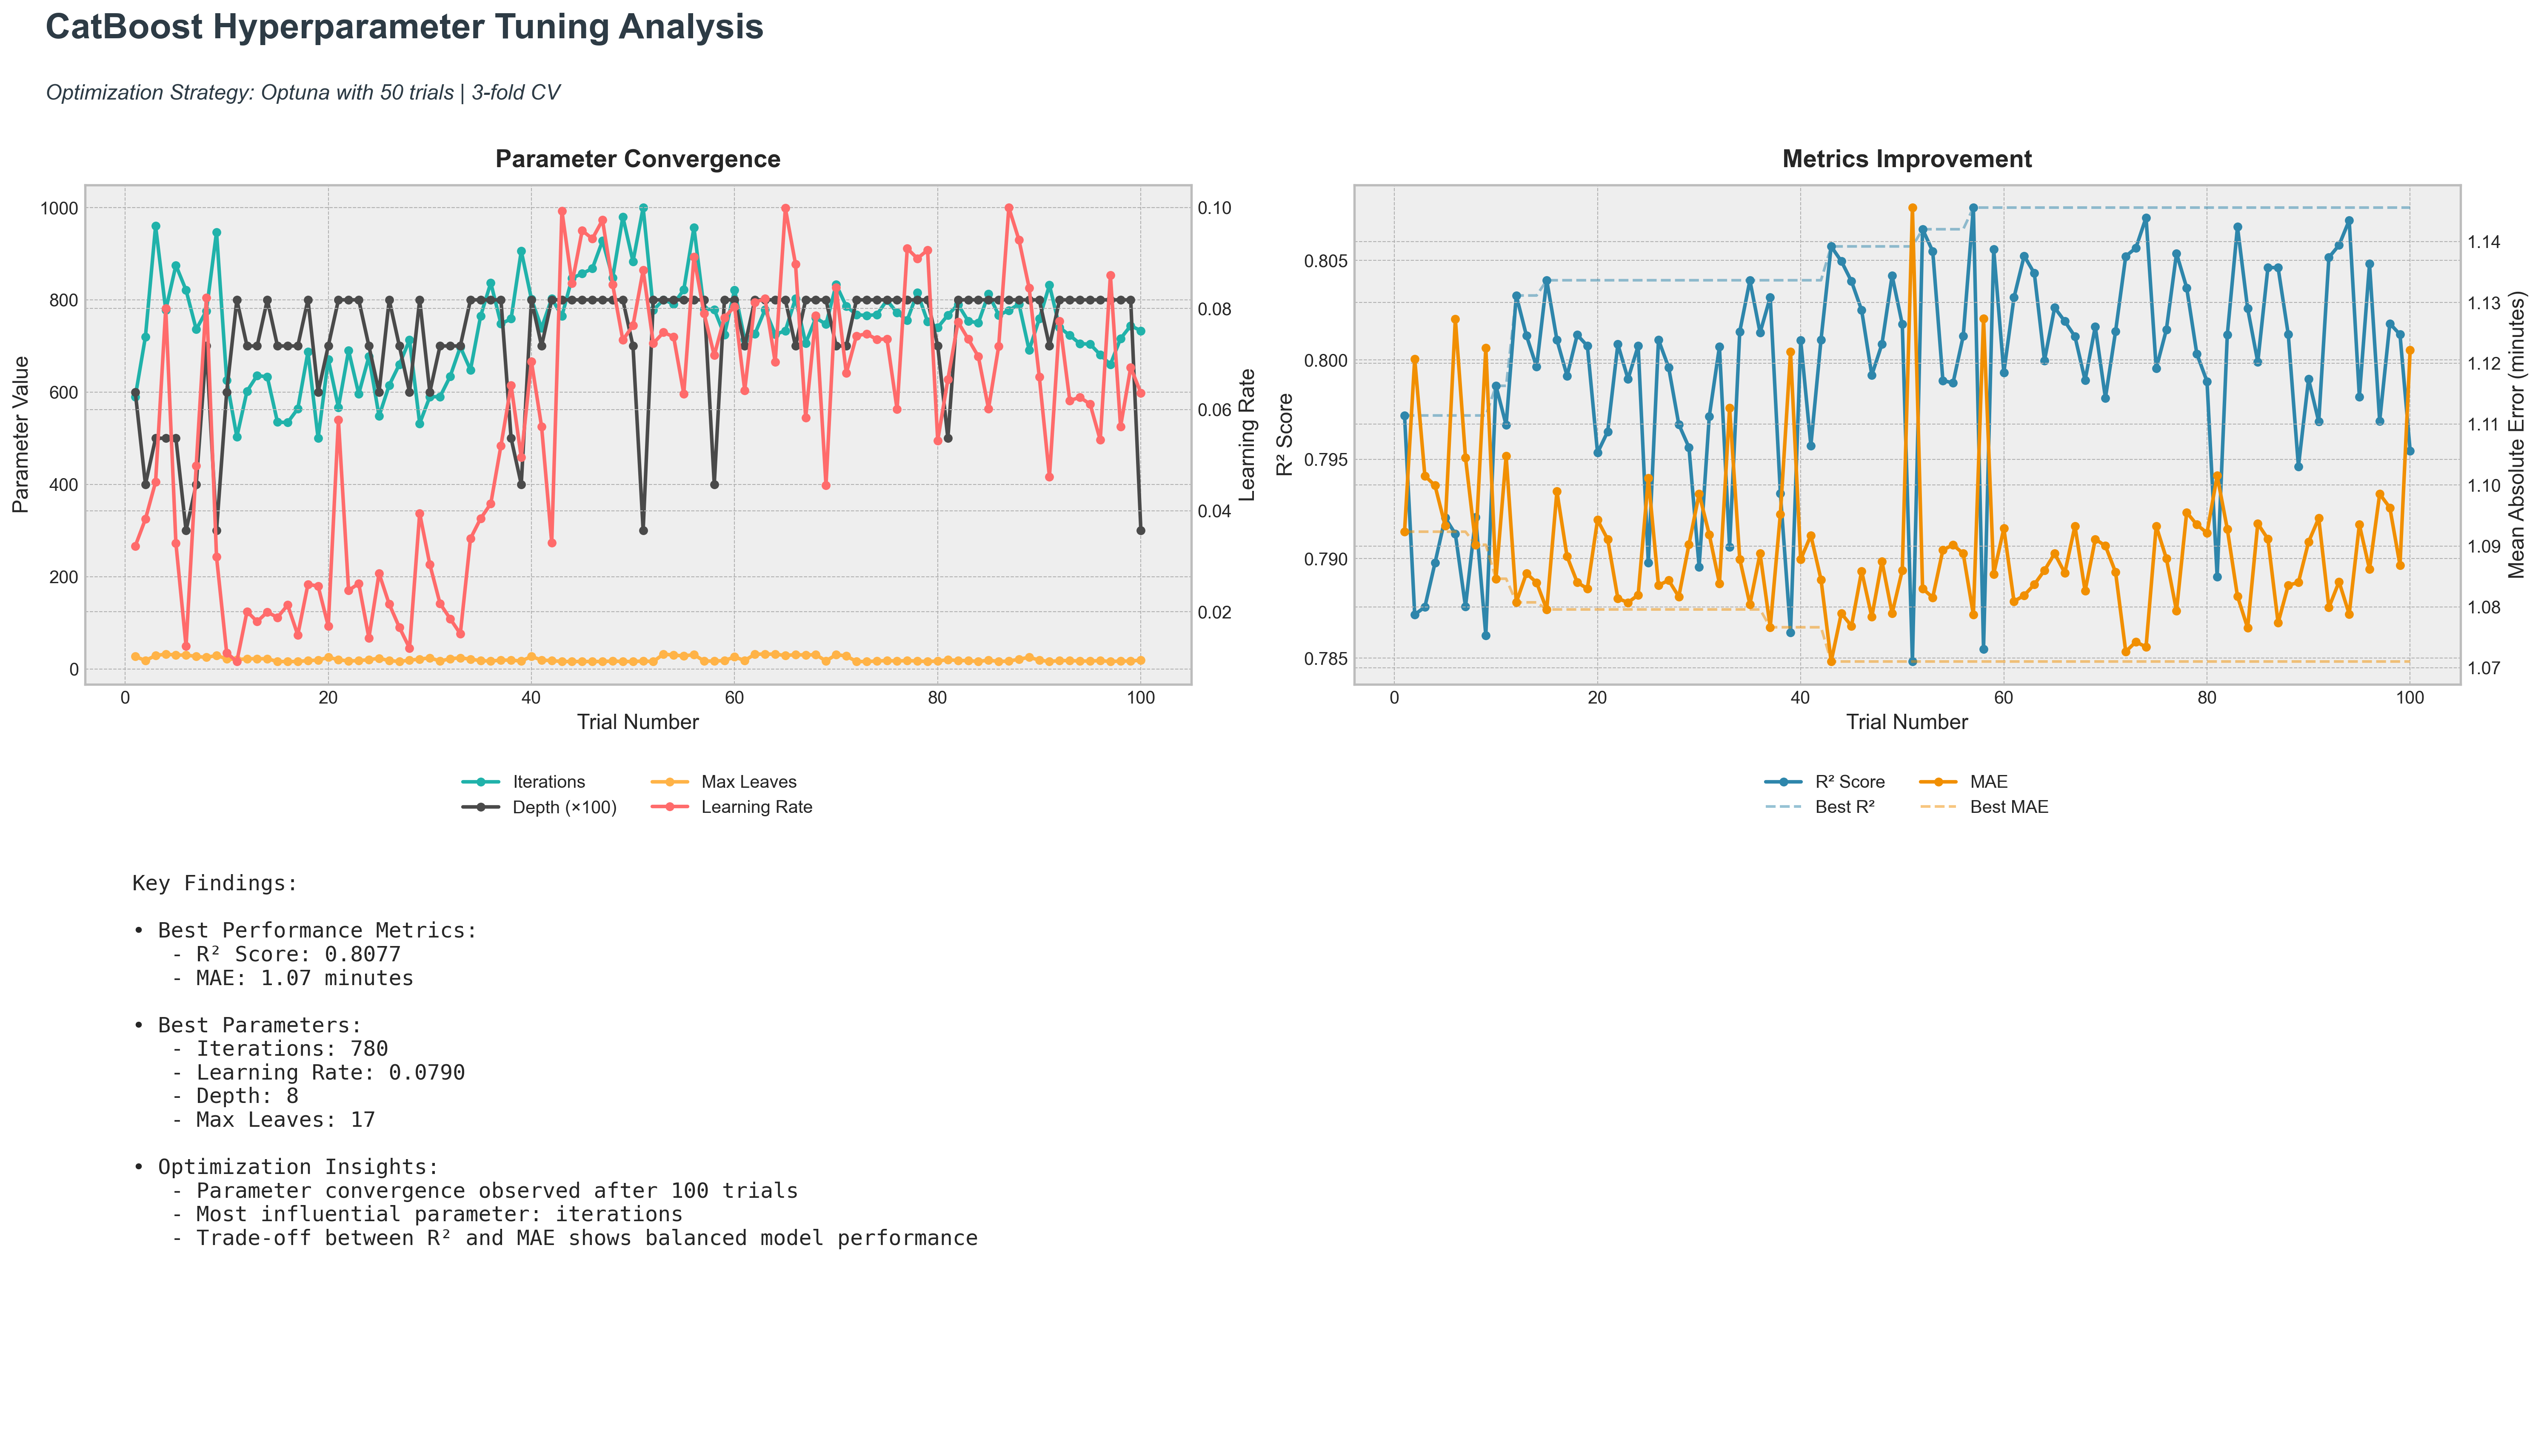 CatBoost Hyperparameter Tuning Analysis
Optimization Strategy: Optuna with 50 trials | 3-fold CV
Parameter Convergence
1000
800
600
400
200
0
Parameter Value
0.10
0.08
0.06
0.04
0.02
Learning Rate
0 20 40 60 80 100
Trial Number
Iterations Max Leaves
Depth (×100) Learning Rate
Metrics Improvement
0.805
0.800
0.795
0.790
0.785
R² Score
1.14
1.13
1.12
1.11
1.10
1.09
1.08
1.07
Mean Absolute Error (minutes)
0 20 40 60 80 100
Trial Number
R² Score MAE
Best R² Best MAE
Key Findings:
• Best Performance Metrics:
- R² Score: 0.8077
- MAE: 1.07 minutes
• Best Parameters:
- Iterations: 780
- Learning Rate: 0.0790
- Depth: 8
- Max Leaves: 17
• Optimization Insights:
- Parameter convergence observed after 100 trials
- Most influential parameter: iterations
- Trade-off between R² and MAE shows balanced model performance